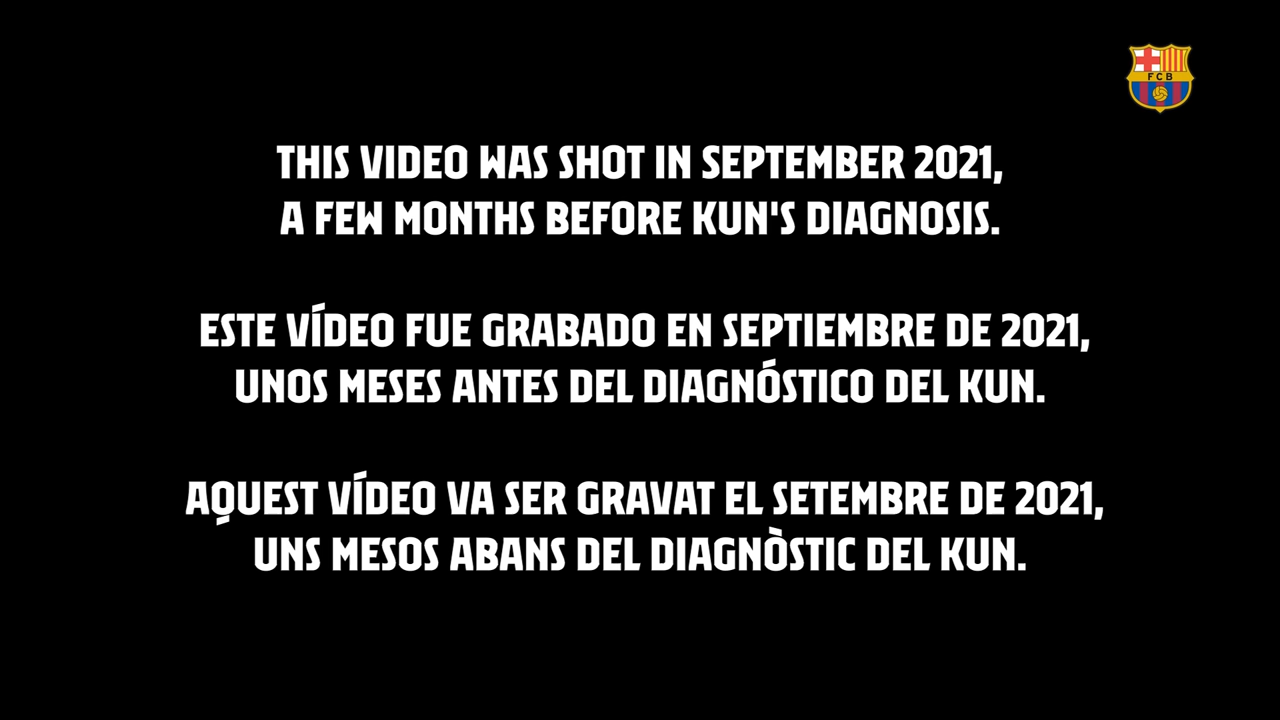 FCB
THIS VIDEO WAS SHOT IN SEPTEMBER 2021,
A FEW MONTHS BEFORE KUN'S DIAGNOSIS.
ESTE VÍDEO FUE GRABADO EN SEPTIEMBRE DE 2021,
UNOS MESES ANTES DEL DIAGNÓSTICO DEL KUN.
AQUEST VÍDEO VA SER GRAVAT EL SETEMBRE DE 2021,
UNS MESOS ABANS DEL DIAGNÒSTIC DEL KUN.